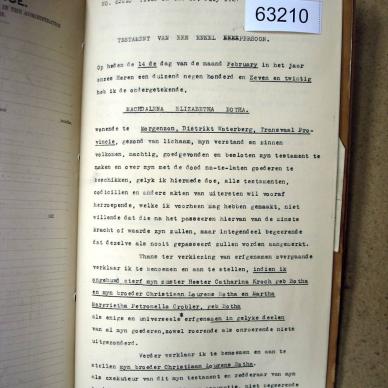 63210
TESTAMENT VAN EEN ENKEL PERSOON.
Op heden de 14 de dag van de maand February in het jaar
onzes Heren een duizend negen honderd en Zeven en twintig
heb ik de ondergetekende,
MAGDALENA ELIZABETHA BOTHA.
wonende te Morgenzon, Distrikt Waterberg, Transvaal Pro-
vincie, gezond van lichaam, myn verstand en zinnen
volkomen, machtig, goedgevonden en besloten myn testament te
maken en over myn met de dood na-te-laten goederen te
beschikken, gelyk ik hiermede doe, alle testamenten,
codicillen en andere akten van uitereten wil vooraf
herroepende, welke ik voorheen mag hebben gemaakt, niet
willende dat die na het passeeren hiervan van de minste
kracht of waarde zyn zullen, maar integendeel begeerende
dat dezelve als nooit gepasseerd zullen worden aangemerkt.
Thans ter verkiezing van erfgenamen overgaande
verklaar ik te benoemen en aan te stellen, indien ik
ongehuwd sterf myn zuster Hester Catharina Kroch geb Botha
en myn broeder Christiaan Lourens Botha en Martha
Petronella Grobler, geb Botha
als enige en universeele erfgenamen in gelyke deelen
van al myn goederen, zowel roerende als onroerende niets
uitgezonderd.
Verder verklaar ik te benoemen en aan te
stellen myn broeder Christiaan Lourens Botha.
als exekuteur van dit myn testament en redderaar van myn